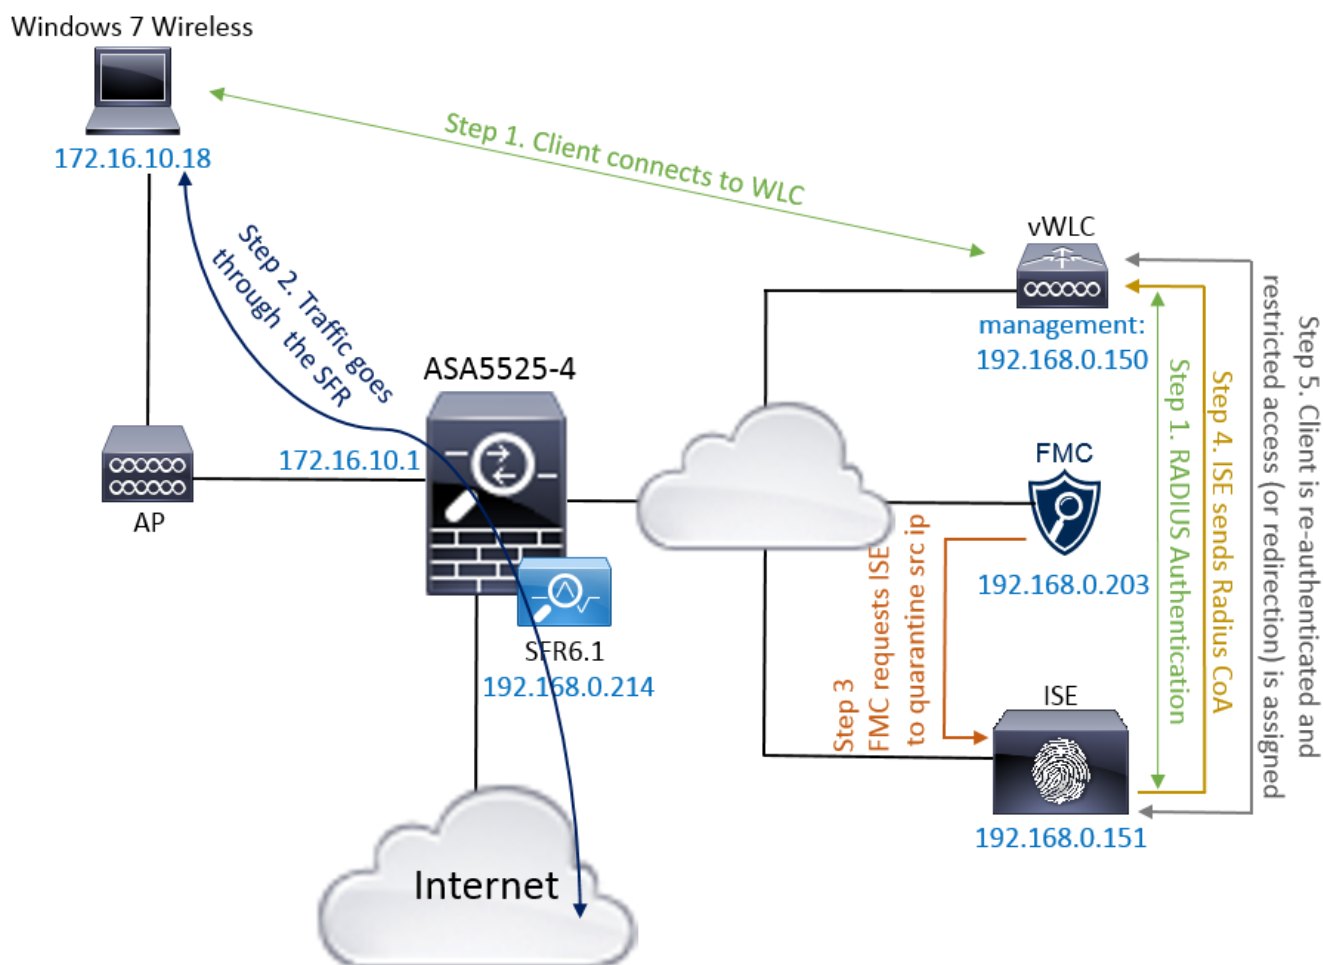 Windows 7 Wireless
172.16.10.18
Step 1. Client connects to WLC
Step 2. Traffic goes
through the SFR
vWLC
management:
192.168.0.150
ASA5525-4
172.16.10.1
AP
FMC
192.168.0.203
SFR6.1
192.168.0.214
Step 3
FMC requests ISE
to quarantine src ip
ISE
192.168.0.151
Step 1. RADIUS Authentication
Step 4. ISE sends Radius CoA
Step 5. Client is re-authenticated and
restricted access (or redirection) is assigned
Internet